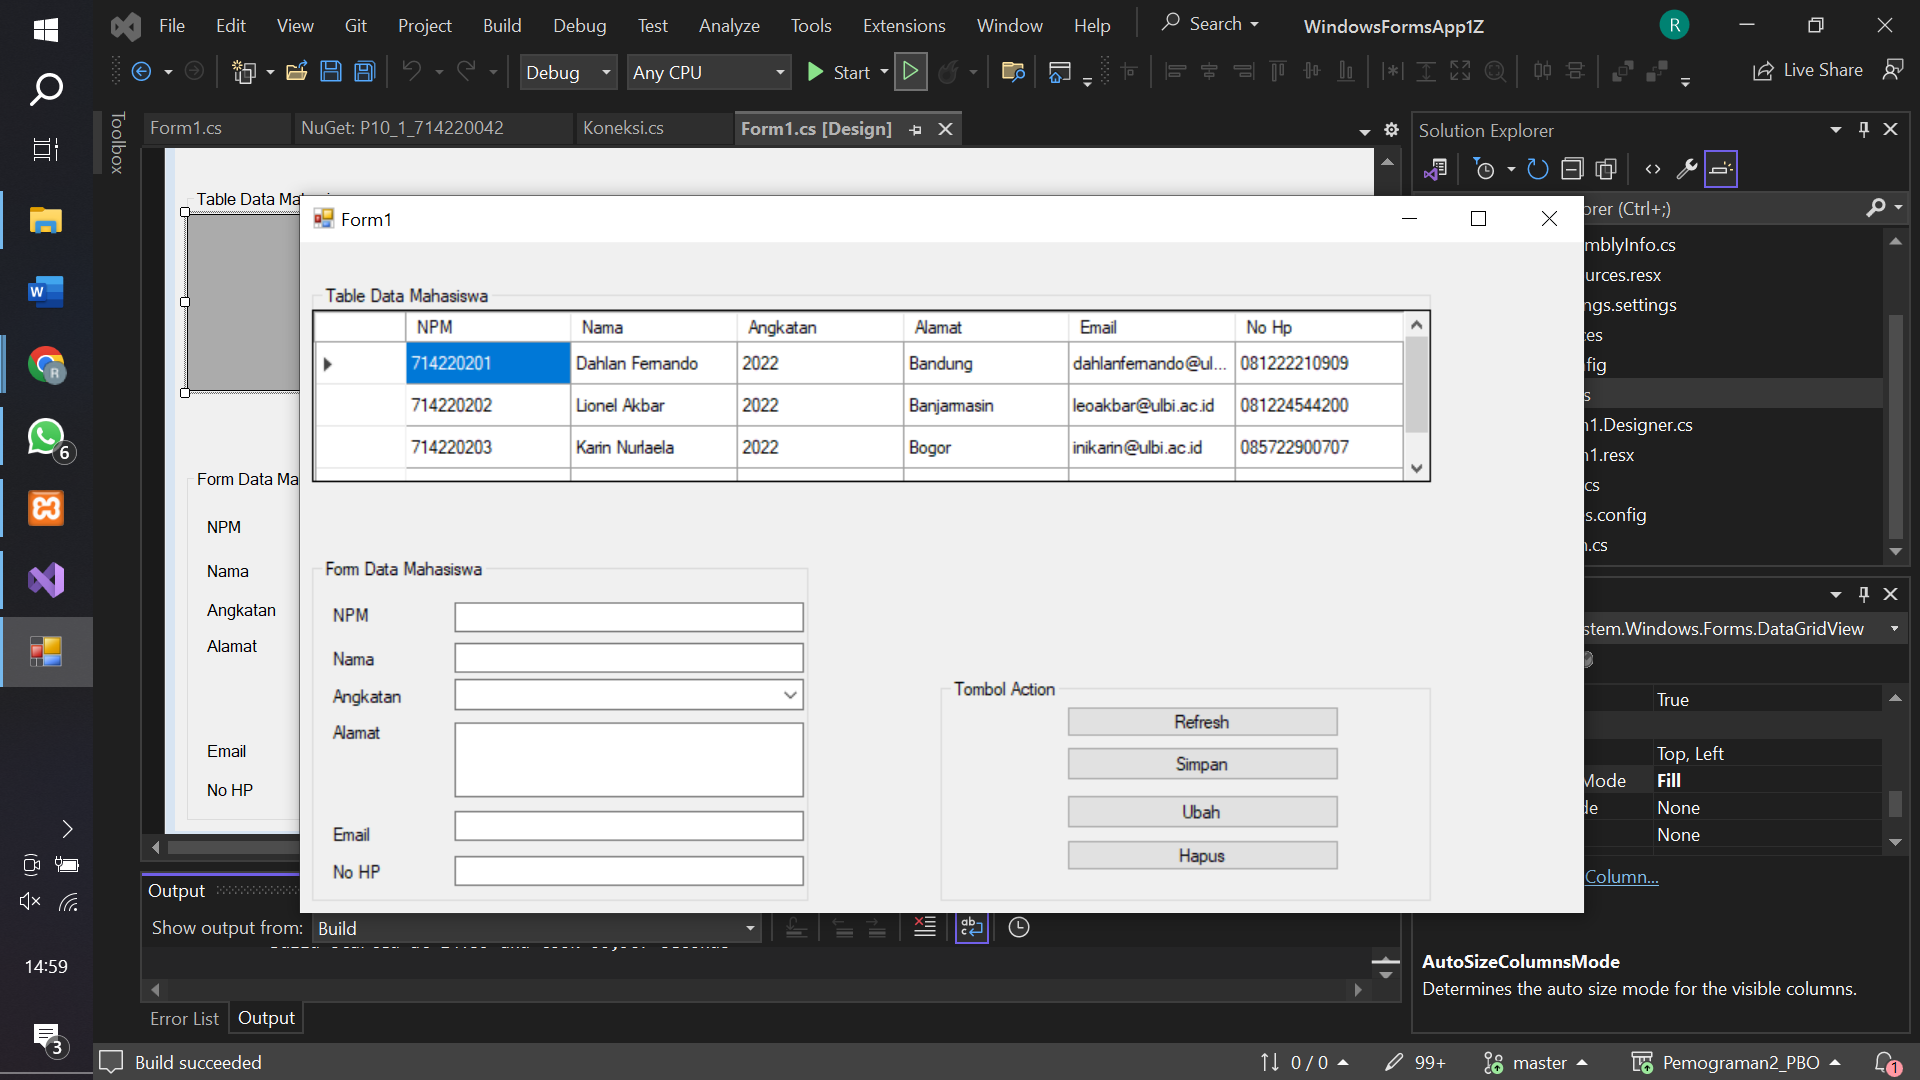 File Edit View Git Project Build Debug Test Analyze Tools Extensions Window Help Search WindowsFormsApp1Z R
Debug Any CPU Start Live Share
Toolbox
Form1.cs NuGet: P10_1_714220042 Koneksi.cs Form1.cs [Design]
Solution Explorer
orer (Ctrl+;)
mblyInfo.cs
urces.resx
ngs.settings
ces
fig
s
n1.Designer.cs
n1.resx
cs
s.config
n.cs
Table Data Ma
Form Data Ma
NPM
Nama
Angkatan
Alamat
Email
No HP
Form1
Table Data Mahasiswa
NPM Nama Angkatan Alamat Email No Hp
714220201 Dahlan Fernando 2022 Bandung dahlanfernando@ul... 081222210909
714220202 Lionel Akbar 2022 Banjarmasin leoakbar@ulbi.ac.id 081224544200
714220203 Karin Nurlaela 2022 Bogor inikarin@ulbi.ac.id 085722900707
Form Data Mahasiswa
NPM
Nama
Angkatan
Alamat
Email
No HP
Tombol Action
Refresh
Simpan
Ubah
Hapus
stem.Windows.Forms.DataGridView
True
Top, Left
Mode Fill
de None
None
Column...
AutoSizeColumnsMode
Determines the auto size mode for the visible columns.
Output
Show output from: Build
Error List Output
Build succeeded 0 / 0 99+ master Pemograman2_PBO 1
6
14:59
3